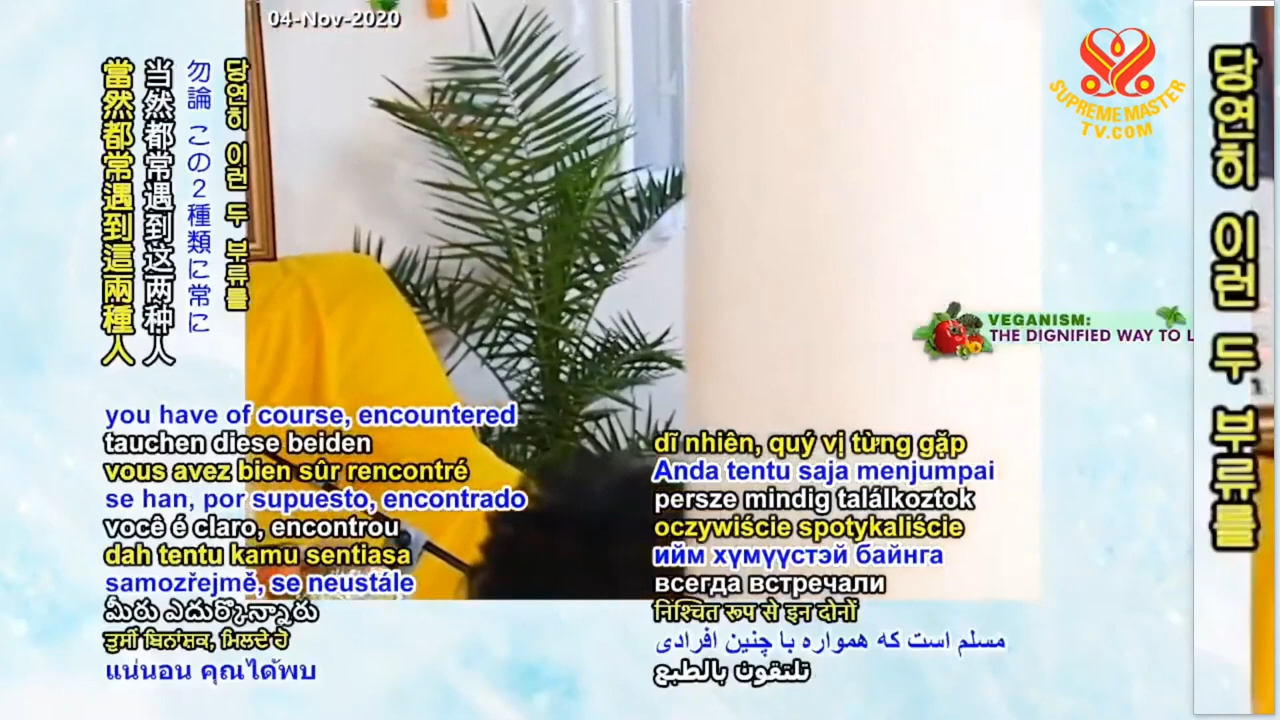 04-Nov-2020
當然都常遇到這兩種人
当然都常遇到这两种人
勿論 この2種類に常に
당연히 이런 두 부류를
SUPREME MASTER
TV.COM
VEGANISM:
THE DIGNIFIED WAY TO L
you have of course, encountered
tauchen diese beiden
vous avez bien sûr rencontré
se han, por supuesto, encontrado
você é claro, encontrou
dah tentu kamu sentiasa
samozřejmě, se neustále
మీరు ఎదుర్కొన్నారు
ਤੁਸੀਂ ਬਿਨਾਂਸ਼ਕ, ਮਿਲਦੇ ਹੋ
แน่นอน คุณได้พบ
dĩ nhiên, quý vị từng gặp
Anda tentu saja menjumpai
persze mindig találkoztok
oczywiście spotykaliście
ийм хүмүүстэй байнга
всегда встречали
निश्चित रूप से इन दोनों
مسلم است که همواره با چنین افرادی
تلتقون بالطبع
당연히 이런 두 부류를